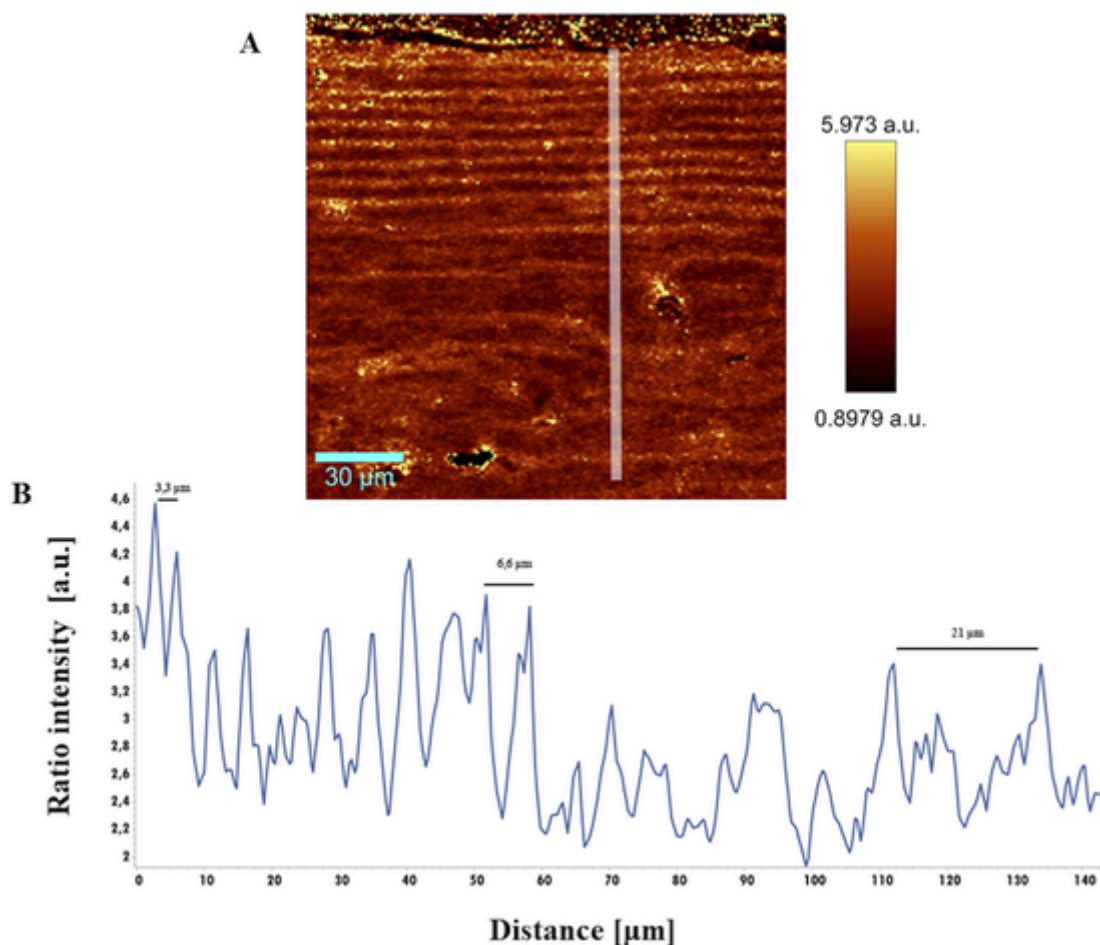 A
5.973 a.u.
0.8979 a.u.
30 µm
B
3,3 µm
6,6 µm
21 µm
Ratio intensity [a.u.]
4,6
4,4
4,2
4
3,8
3,6
3,4
3,2
3
2,8
2,6
2,4
2,2
2
0 10 20 30 40 50 60 70 80 90 100 110 120 130 140
Distance [µm]